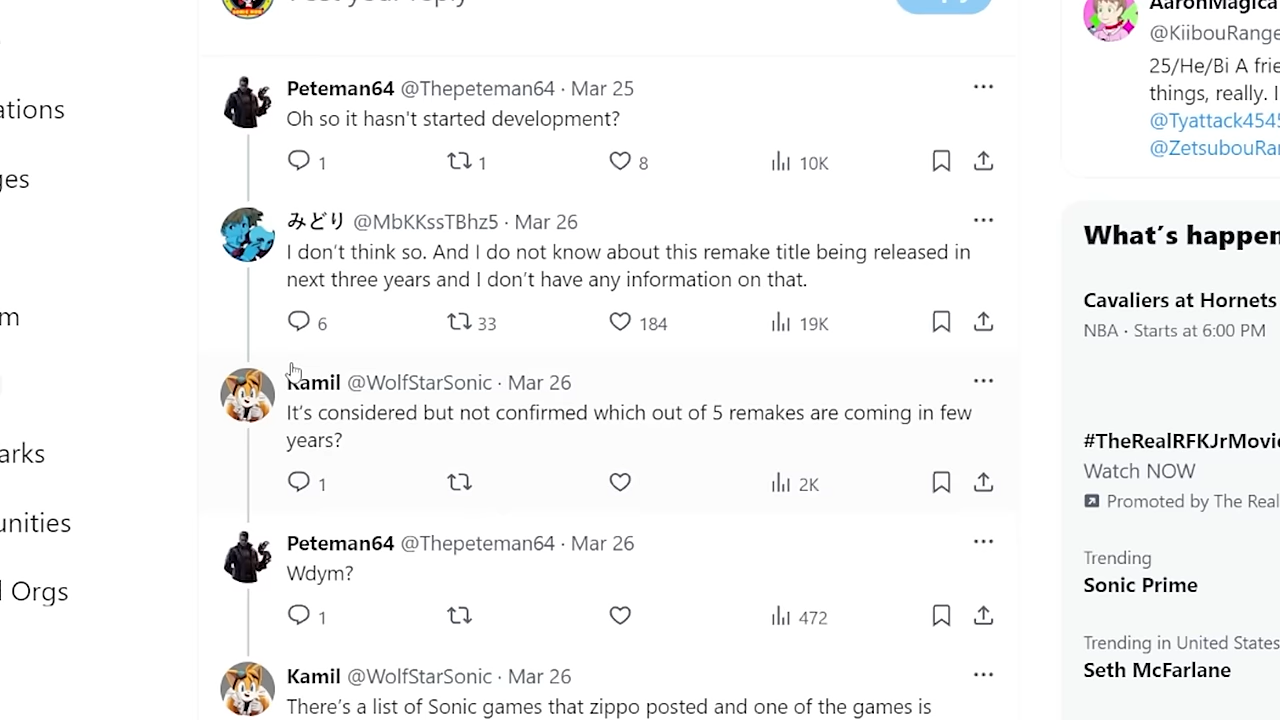 ations
ges
m
arks
unities
l Orgs
Peteman64 @Thepeteman64 · Mar 25
Oh so it hasn't started development?
1 1 8 10K
みどり @MbKKssTBhz5 · Mar 26
I don't think so. And I do not know about this remake title being released in
next three years and I don't have any information on that.
6 33 184 19K
Kamil @WolfStarSonic · Mar 26
It's considered but not confirmed which out of 5 remakes are coming in few
years?
1 2K
Peteman64 @Thepeteman64 · Mar 26
Wdym?
1 472
Kamil @WolfStarSonic · Mar 26
There's a list of Sonic games that zippo posted and one of the games is
AaronMagica
@KiibouRange
25/He/Bi A frie
things, really. I
@Tyattack4545
@ZetsubouRan
What's happen
Cavaliers at Hornets
NBA · Starts at 6:00 PM
#TheRealRFKJrMovie
Watch NOW
Promoted by The Real
Trending
Sonic Prime
Trending in United States
Seth McFarlane